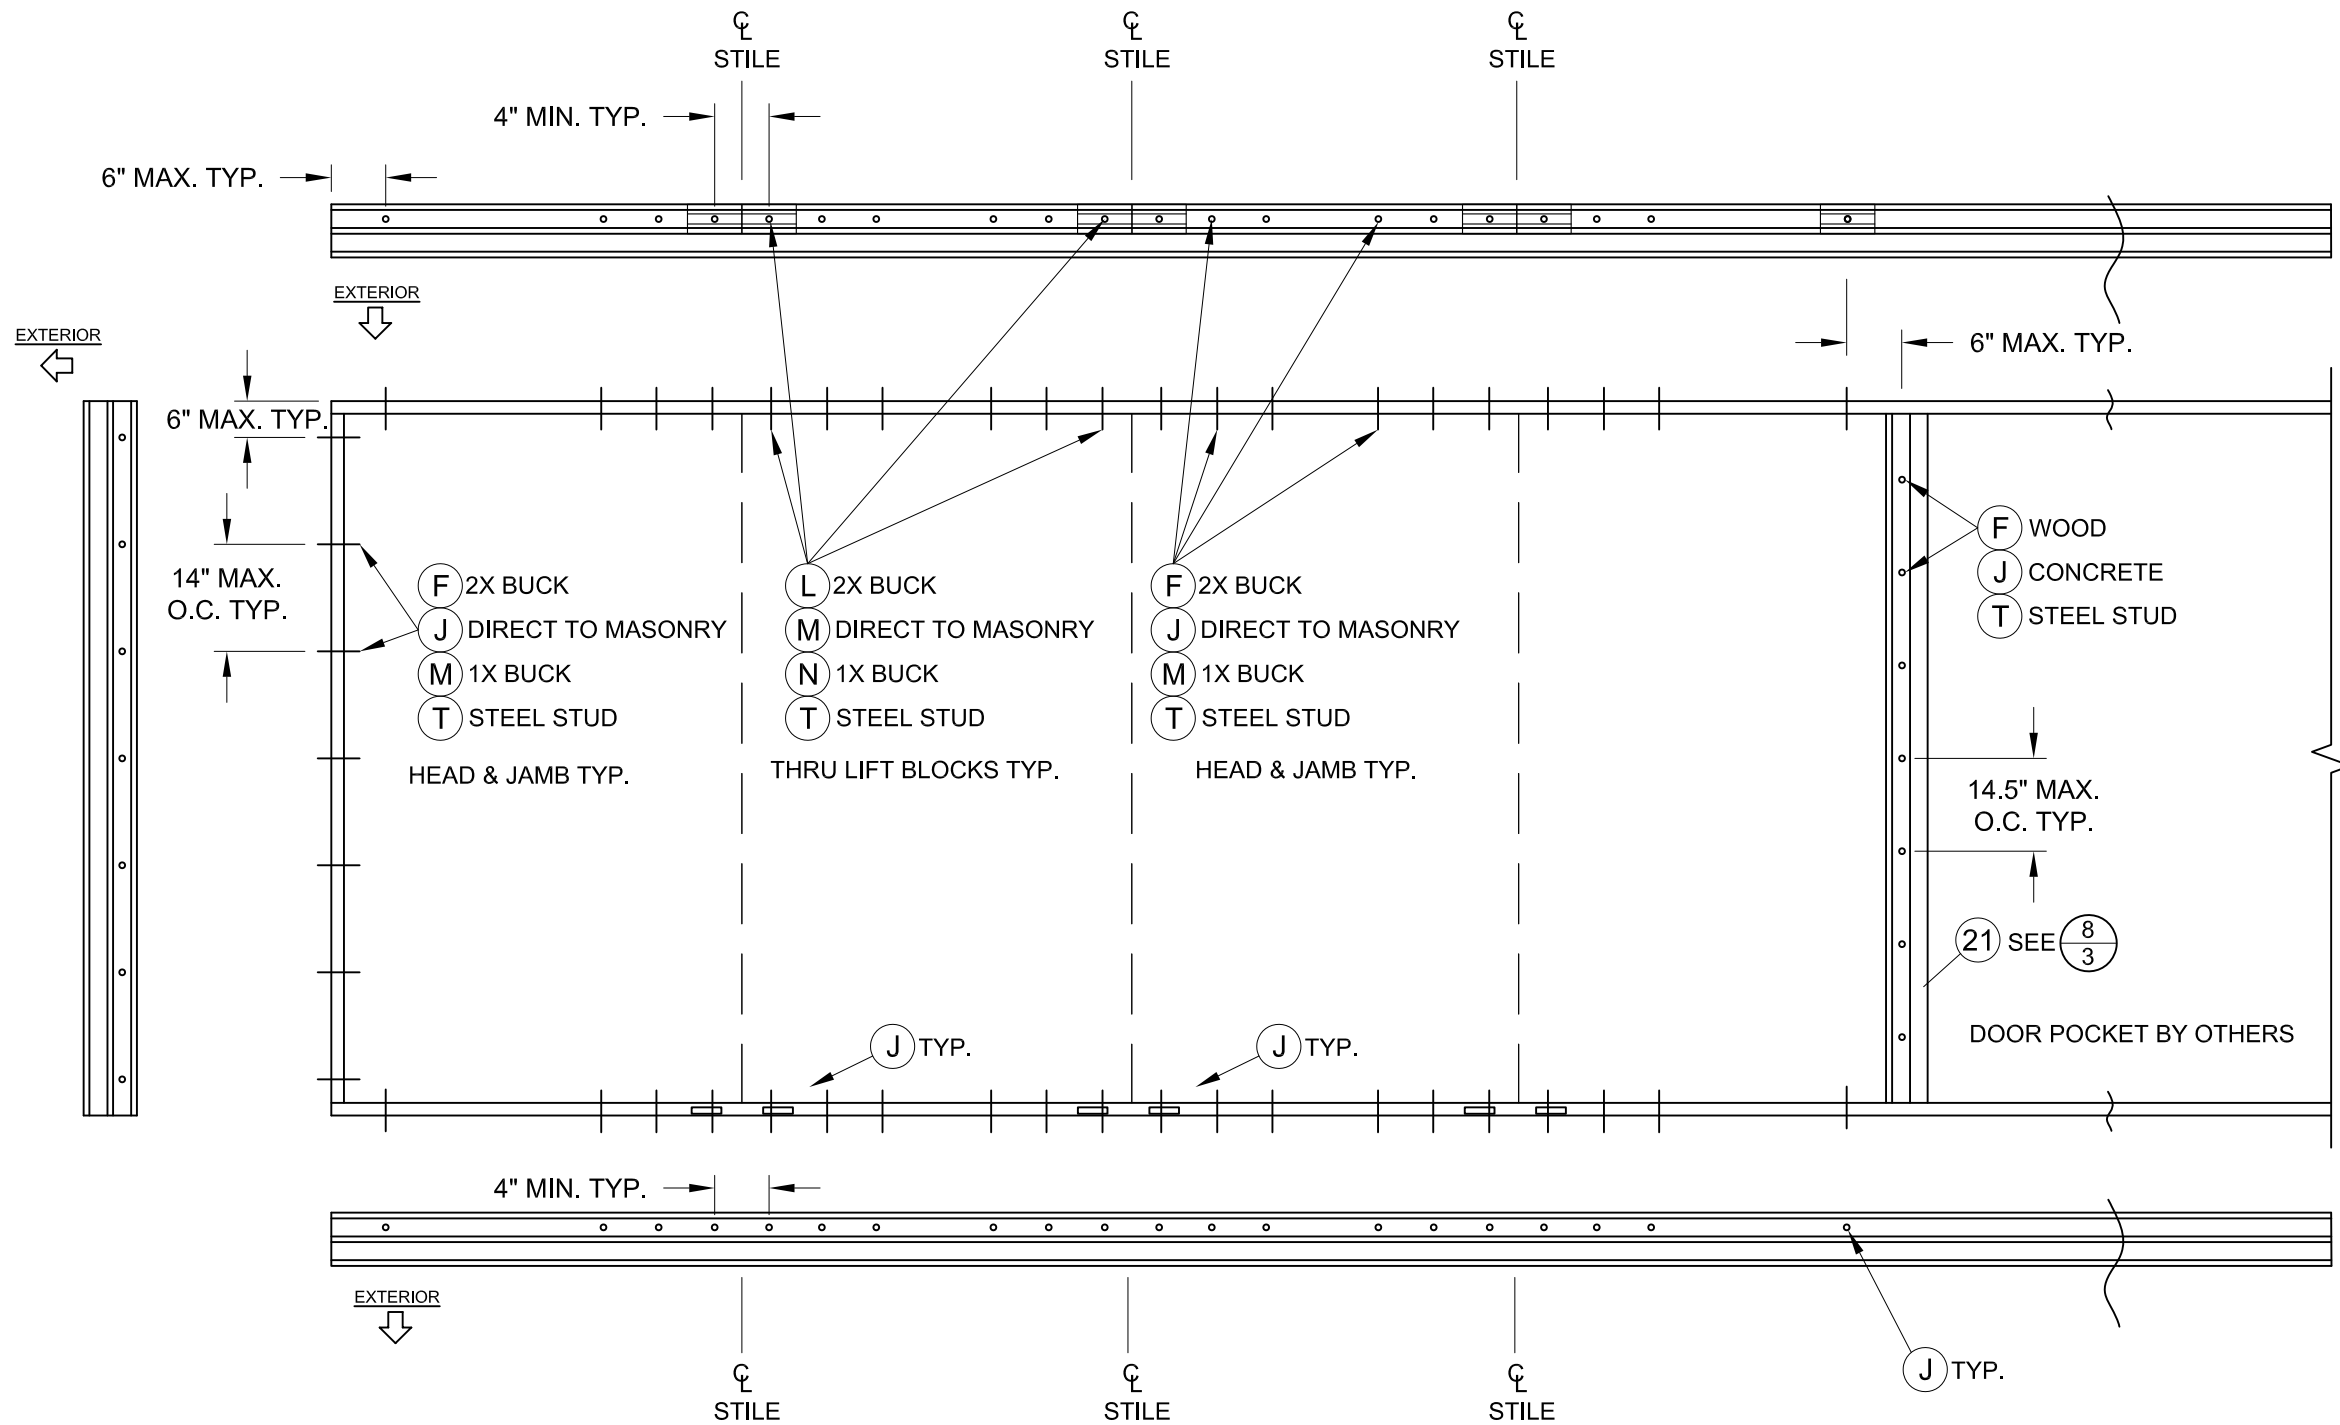 ℄ ℄ ℄
STILE STILE STILE
4" MIN. TYP.
6" MAX. TYP.
EXTERIOR
EXTERIOR
6" MAX. TYP.
6" MAX. TYP.
14" MAX.
O.C. TYP.
F 2X BUCK
J DIRECT TO MASONRY
M 1X BUCK
T STEEL STUD
HEAD & JAMB TYP.
L 2X BUCK
M DIRECT TO MASONRY
N 1X BUCK
T STEEL STUD
THRU LIFT BLOCKS TYP.
F 2X BUCK
J DIRECT TO MASONRY
M 1X BUCK
T STEEL STUD
HEAD & JAMB TYP.
F WOOD
J CONCRETE
T STEEL STUD
14.5" MAX.
O.C. TYP.
21 SEE 8
3
DOOR POCKET BY OTHERS
J TYP.
J TYP.
4" MIN. TYP.
EXTERIOR
J TYP.
℄ ℄ ℄
STILE STILE STILE